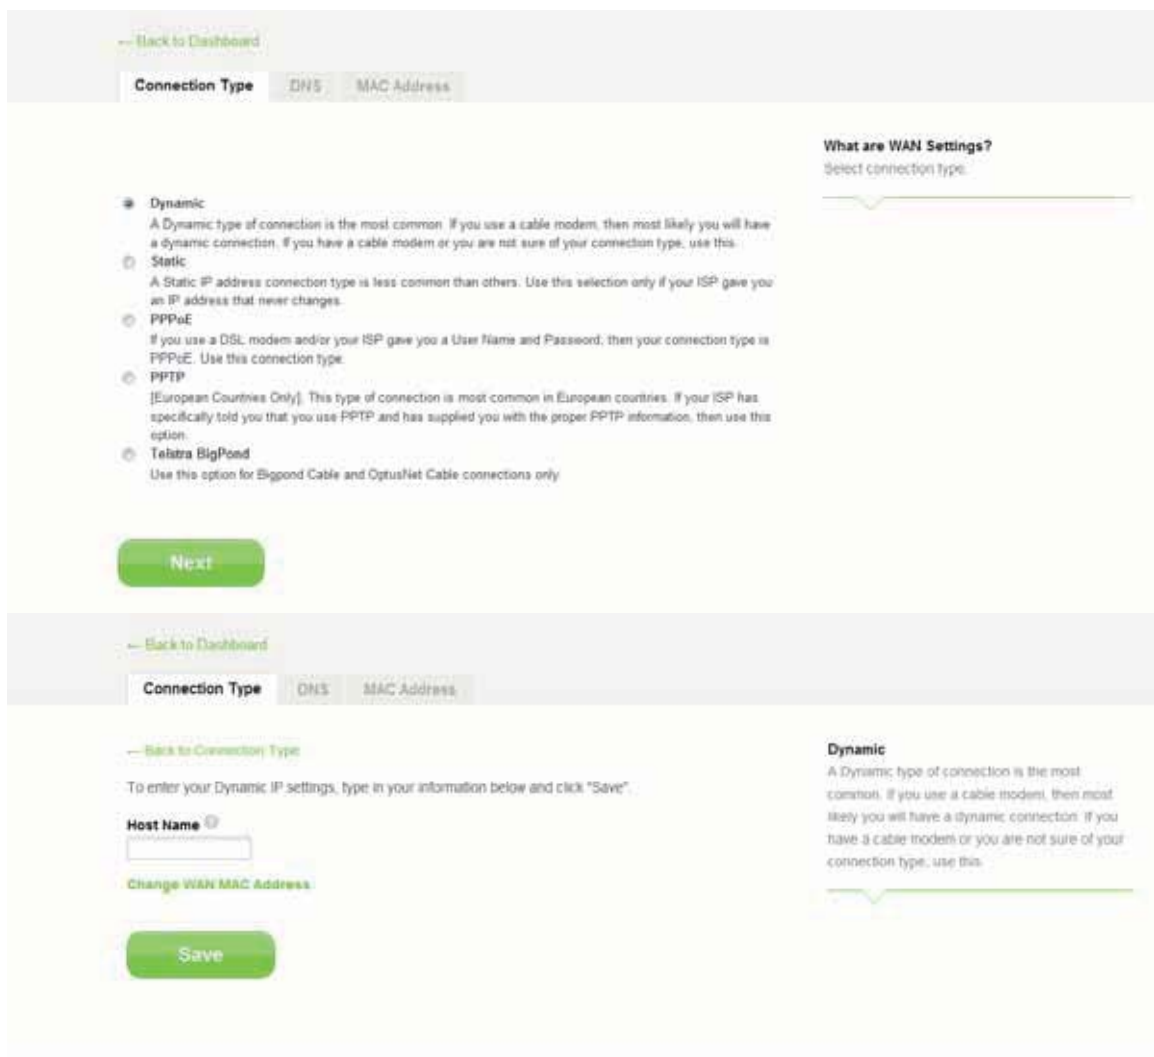 ← Back to Dashboard
Connection Type DNS MAC Address
What are WAN Settings?
Select connection type.
Dynamic
A Dynamic type of connection is the most common. If you use a cable modem, then most likely you will have
a dynamic connection. If you have a cable modem or you are not sure of your connection type, use this.
Static
A Static IP address connection type is less common than others. Use this selection only if your ISP gave you
an IP address that never changes.
PPPoE
If you use a DSL modem and/or your ISP gave you a User Name and Password, then your connection type is
PPPoE. Use this connection type.
PPTP
[European Countries Only]. This type of connection is most common in European countries. If your ISP has
specifically told you that you use PPTP and has supplied you with the proper PPTP information, then use this
option.
Telstra BigPond
Use this option for Bigpond Cable and OptusNet Cable connections only
Next
← Back to Dashboard
Connection Type DNS MAC Address
← Back to Connection Type
To enter your Dynamic IP settings, type in your information below and click "Save".
Host Name
Change WAN MAC Address
Save
Dynamic
A Dynamic type of connection is the most
common. If you use a cable modem, then most
likely you will have a dynamic connection. If you
have a cable modem or you are not sure of your
connection type, use this.